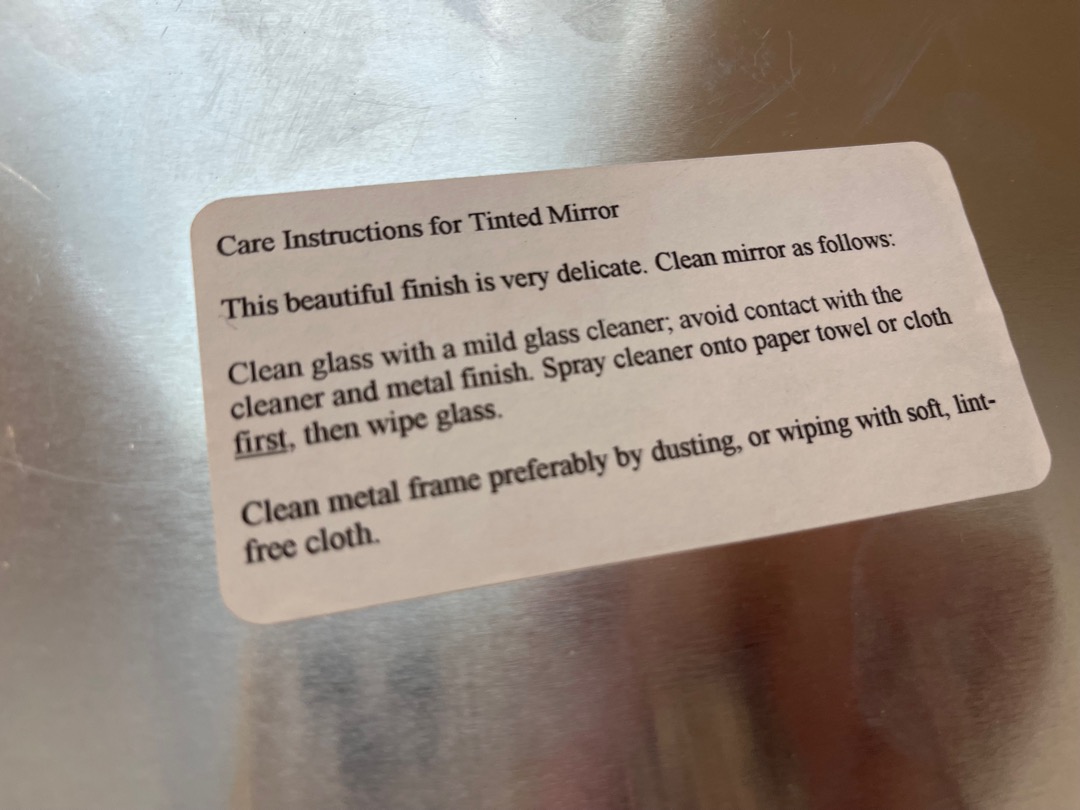 Care Instructions for Tinted Mirror
This beautiful finish is very delicate. Clean mirror as follows:
Clean glass with a mild glass cleaner; avoid contact with the
cleaner and metal finish. Spray cleaner onto paper towel or cloth
first, then wipe glass.
Clean metal frame preferably by dusting, or wiping with soft, lint-
free cloth.